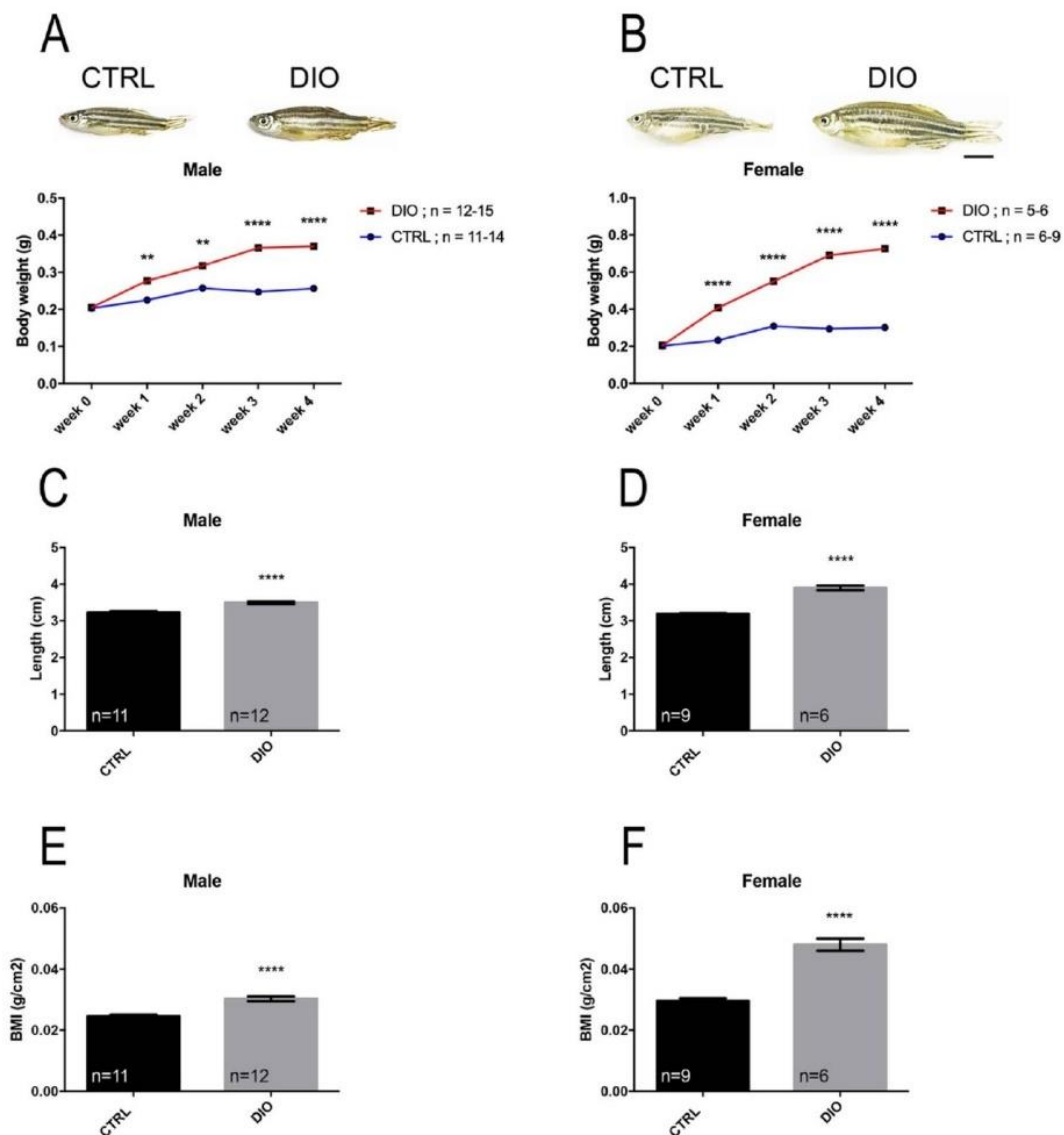 A
CTRL
DIO
Male
Body weight (g)
0.5
0.4
0.3
0.2
0.1
0.0
**
**
****
****
week 0
week 1
week 2
week 3
week 4
DIO ; n = 12-15
CTRL ; n = 11-14
B
CTRL
DIO
Female
Body weight (g)
1.0
0.8
0.6
0.4
0.2
0.0
****
****
****
****
week 0
week 1
week 2
week 3
week 4
DIO ; n = 5-6
CTRL ; n = 6-9
C
Male
Length (cm)
5
4
3
2
1
0
****
n=11
n=12
CTRL
DIO
D
Female
Length (cm)
5
4
3
2
1
0
****
n=9
n=6
CTRL
DIO
E
Male
BMI (g/cm2)
0.06
0.04
0.02
0.00
****
n=11
n=12
CTRL
DIO
F
Female
BMI (g/cm2)
0.06
0.04
0.02
0.00
****
n=9
n=6
CTRL
DIO